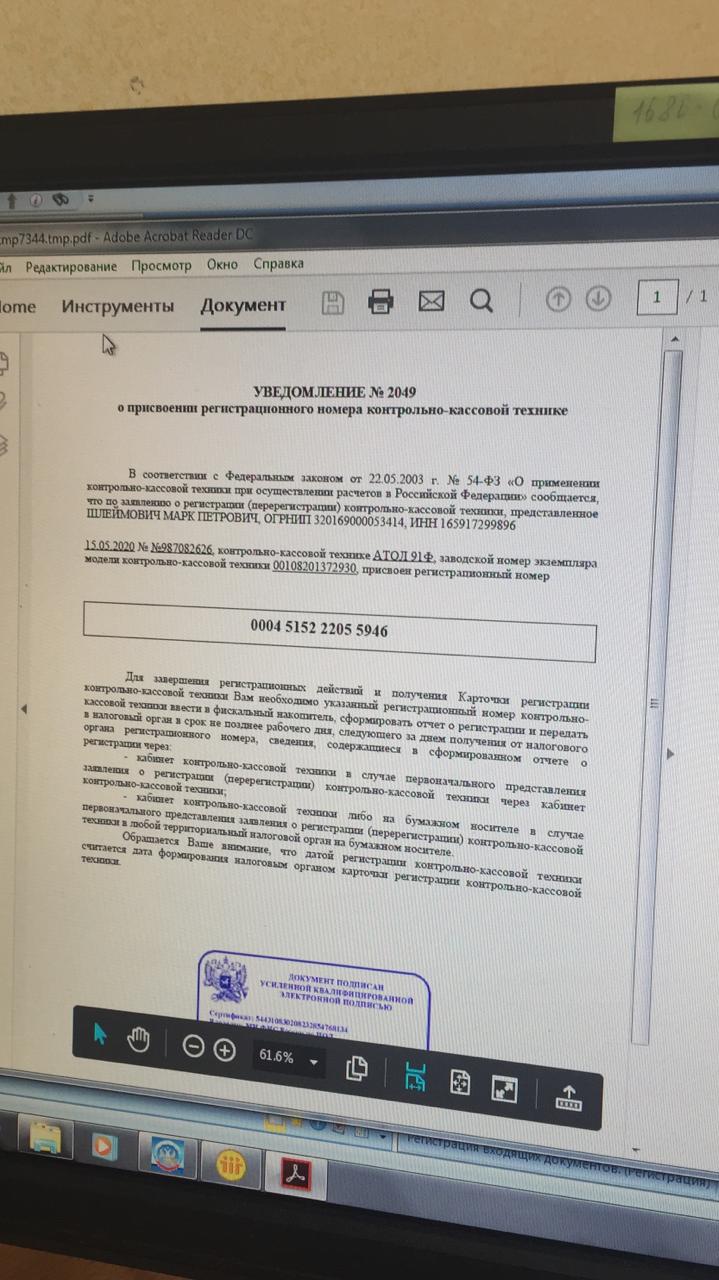 1686
tmp7344.tmp.pdf - Adobe Acrobat Reader DC
йл Редактирование Просмотр Окно Справка
ome Инструменты Документ 1 / 1
УВЕДОМЛЕНИЕ № 2049
о присвоении регистрационного номера контрольно-кассовой технике
В соответствии с Федеральным законом от 22.05.2003 г. № 54-ФЗ «О применении
контрольно-кассовой техники при осуществлении расчетов в Российской Федерации» сообщается,
что по заявлению о регистрации (перерегистрации) контрольно-кассовой техники, представленное
ШЛЕЙМОВИЧ МАРК ПЕТРОВИЧ, ОГРНИП 320169000053414, ИНН 165917299896
15.05.2020 № №987082626, контрольно-кассовой технике АТОЛ 91Ф, заводской номер экземпляра
модели контрольно-кассовой техники 00108201372930, присвоен регистрационный номер
0004 5152 2205 5946
Для завершения регистрационных действий и получения Карточки регистрации
контрольно-кассовой техники Вам необходимо указанный регистрационный номер контрольно-
кассовой техники ввести в фискальный накопитель, сформировать отчет о регистрации и передать
в налоговый орган в срок не позднее рабочего дня, следующего за днем получения от налогового
органа регистрационного номера, сведения, содержащиеся в сформированном отчете о
регистрации через:
- кабинет контрольно-кассовой техники в случае первоначального представления
заявления о регистрации (перерегистрации) контрольно-кассовой техники через кабинет
контрольно-кассовой техники;
- кабинет контрольно-кассовой техники либо на бумажном носителе в случае
первоначального представления заявления о регистрации (перерегистрации) контрольно-кассовой
техники в любой территориальный налоговый орган на бумажном носителе.
Обращается Ваше внимание, что датой регистрации контрольно-кассовой техники
считается дата формирования налоговым органом карточки регистрации контрольно-кассовой
техники.
ДОКУМЕНТ ПОДПИСАН
УСИЛЕННОЙ КВАЛИФИЦИРОВАННОЙ
ЭЛЕКТРОННОЙ ПОДПИСЬЮ
Сертификат:
61.6%
Регистрация входящих документов. (Регистрация)